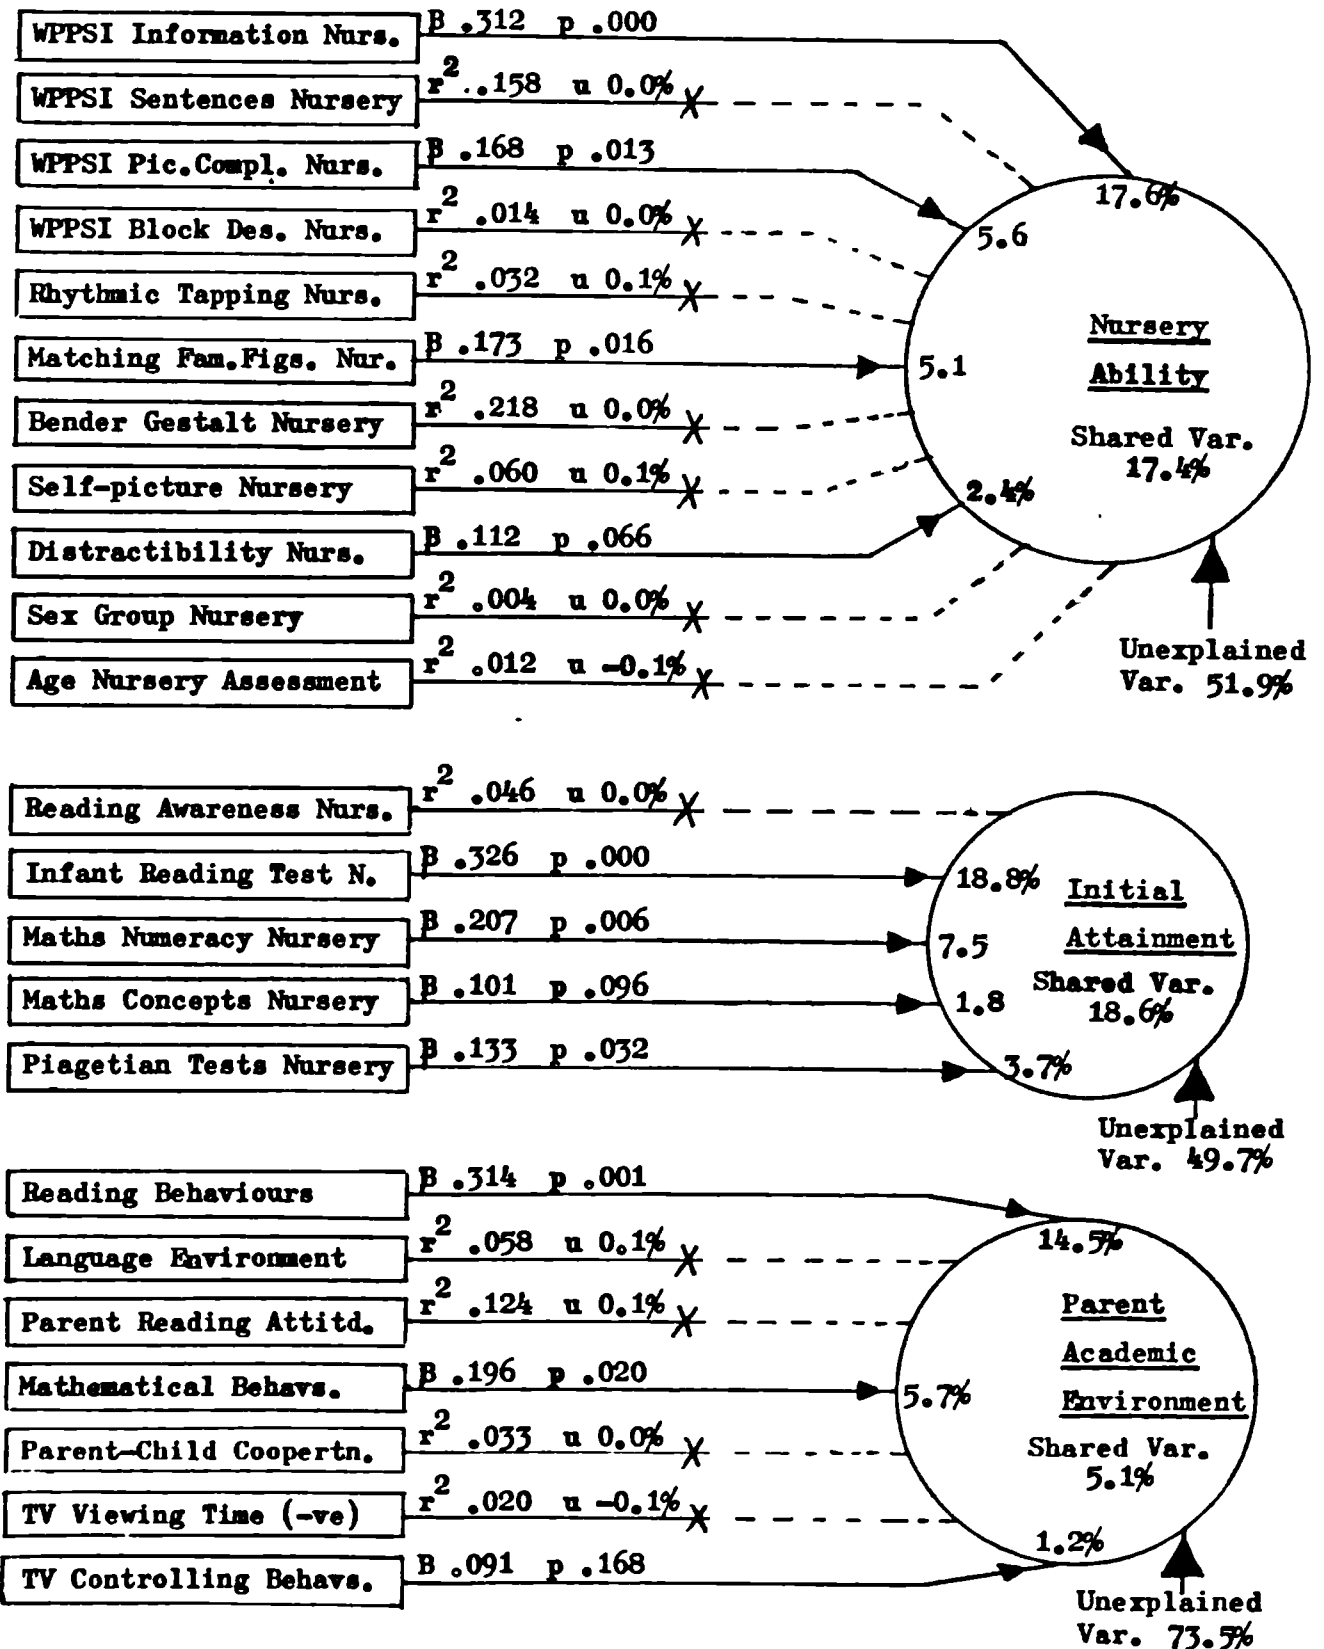 WPPSI Information Nurs. B .312 p .000
WPPSI Sentences Nursery r² ..158 u 0.0%
WPPSI Pic.Compl. Nurs. B .168 p .013
WPPSI Block Des. Nurs. r² .014 u 0.0%
Rhythmic Tapping Nurs. r² .032 u 0.1%
Matching Fam.Figs. Nur. B .173 p .016
Bender Gestalt Nursery r² .218 u 0.0%
Self-picture Nursery r² .060 u 0.1%
Distractibility Nurs. B .112 p .066
Sex Group Nursery r² .004 u 0.0%
Age Nursery Assessment r² .012 u -0.1%
17.6%
5.6
5.1
2.4%
Nursery
Ability
Shared Var.
17.4%
Unexplained
Var. 51.9%
Reading Awareness Nurs. r² .046 u 0.0%
Infant Reading Test N. B .326 p .000
Maths Numeracy Nursery B .207 p .006
Maths Concepts Nursery B .101 p .096
Piagetian Tests Nursery B .133 p .032
18.8%
7.5
1.8
3.7%
Initial
Attainment
Shared Var.
18.6%
Unexplained
Var. 49.7%
Reading Behaviours B .314 p .001
Language Environment r² .058 u 0.1%
Parent Reading Attitd. r² .124 u 0.1%
Mathematical Behavs. B .196 p .020
Parent-Child Coopertn. r² .033 u 0.0%
TV Viewing Time (-ve) r² .020 u -0.1%
TV Controlling Behavs. B .091 p .168
14.5%
5.7%
1.2%
Parent
Academic
Environment
Shared Var.
5.1%
Unexplained
Var. 73.5%